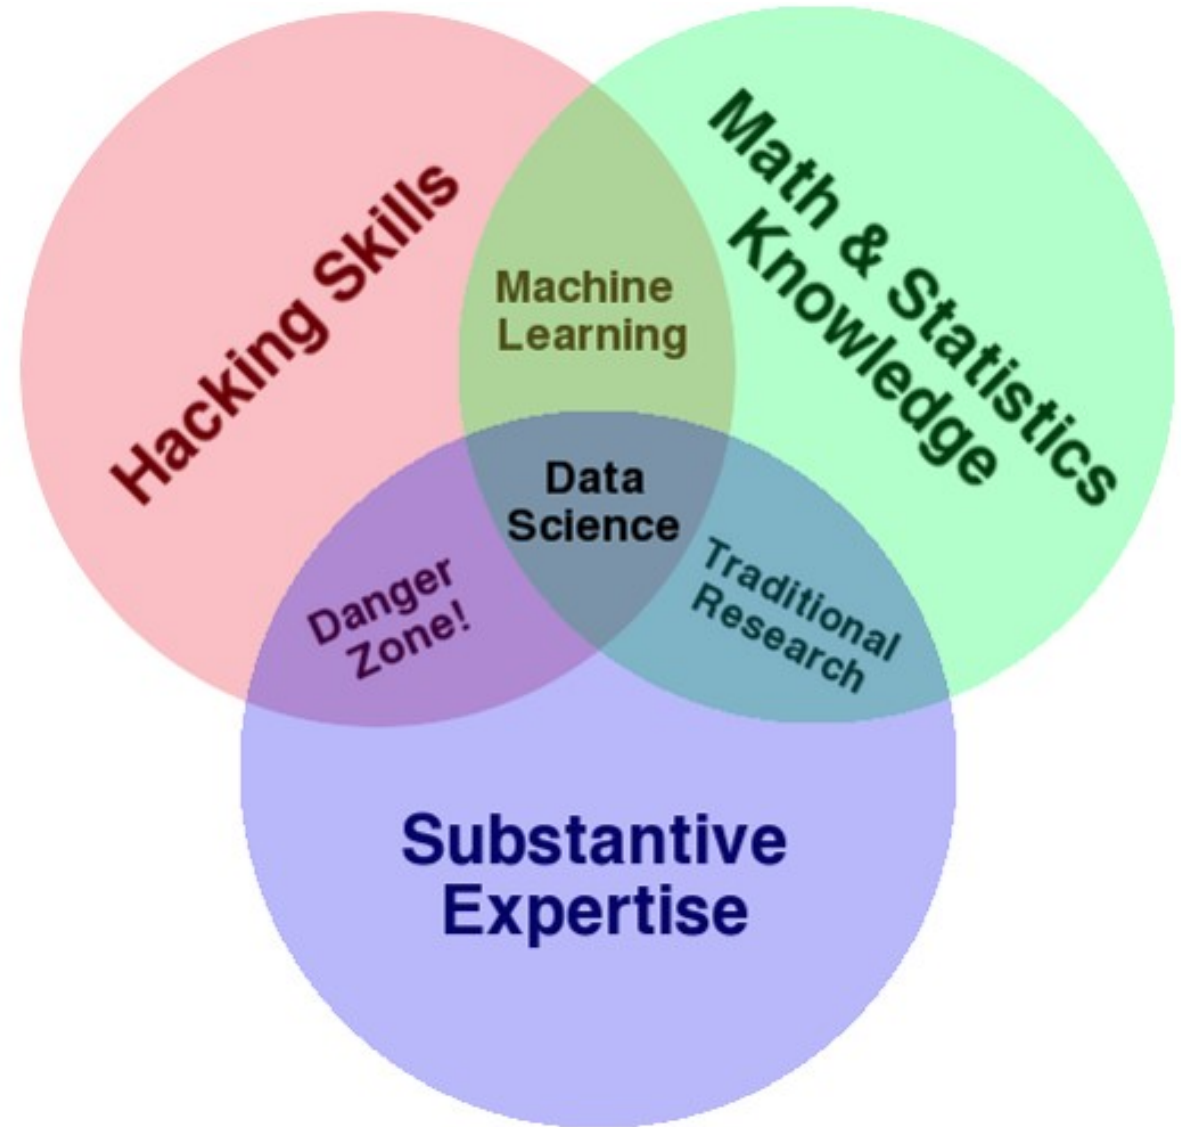 Hacking Skills
Math & Statistics
Knowledge
Machine
Learning
Data
Science
Danger
Zone!
Traditional
Research
Substantive
Expertise